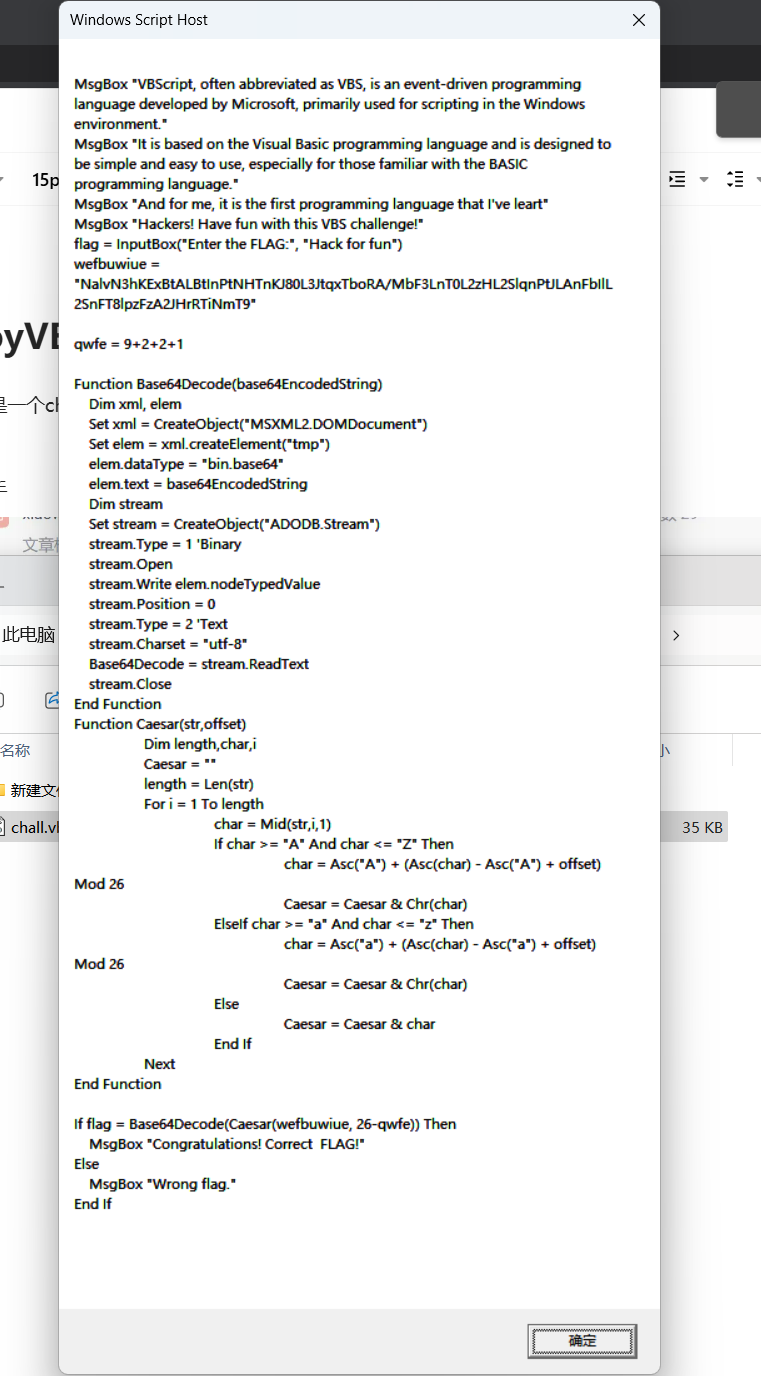 Windows Script Host
MsgBox "VBScript, often abbreviated as VBS, is an event-driven programming
language developed by Microsoft, primarily used for scripting in the Windows
environment."
MsgBox "It is based on the Visual Basic programming language and is designed to
be simple and easy to use, especially for those familiar with the BASIC
programming language."
MsgBox "And for me, it is the first programming language that I've leart"
MsgBox "Hackers! Have fun with this VBS challenge!"
flag = InputBox("Enter the FLAG:", "Hack for fun")
wefbuwiue =
"NalvN3hKExBtALBtInPtNHTnKJ80L3JtqxTboRA/MbF3LnT0L2zHL2SlqnPtJLAnFbIlL
2SnFT8lpzFzA2JHrRTiNmT9"
qwfe = 9+2+2+1
Function Base64Decode(base64EncodedString)
Dim xml, elem
Set xml = CreateObject("MSXML2.DOMDocument")
Set elem = xml.createElement("tmp")
elem.dataType = "bin.base64"
elem.text = base64EncodedString
Dim stream
Set stream = CreateObject("ADODB.Stream")
stream.Type = 1 'Binary
stream.Open
stream.Write elem.nodeTypedValue
stream.Position = 0
stream.Type = 2 'Text
stream.Charset = "utf-8"
Base64Decode = stream.ReadText
stream.Close
End Function
Function Caesar(str,offset)
Dim length,char,i
Caesar = ""
length = Len(str)
For i = 1 To length
char = Mid(str,i,1)
If char >= "A" And char <= "Z" Then
char = Asc("A") + (Asc(char) - Asc("A") + offset)
Mod 26
Caesar = Caesar & Chr(char)
ElseIf char >= "a" And char <= "z" Then
char = Asc("a") + (Asc(char) - Asc("a") + offset)
Mod 26
Caesar = Caesar & Chr(char)
Else
Caesar = Caesar & char
End If
Next
End Function
If flag = Base64Decode(Caesar(wefbuwiue, 26-qwfe)) Then
MsgBox "Congratulations! Correct  FLAG!"
Else
MsgBox "Wrong flag."
End If
确定
15p
yVB
是一个ch
文章
此电脑
名称
小
新建文
chall.vl
35 KB